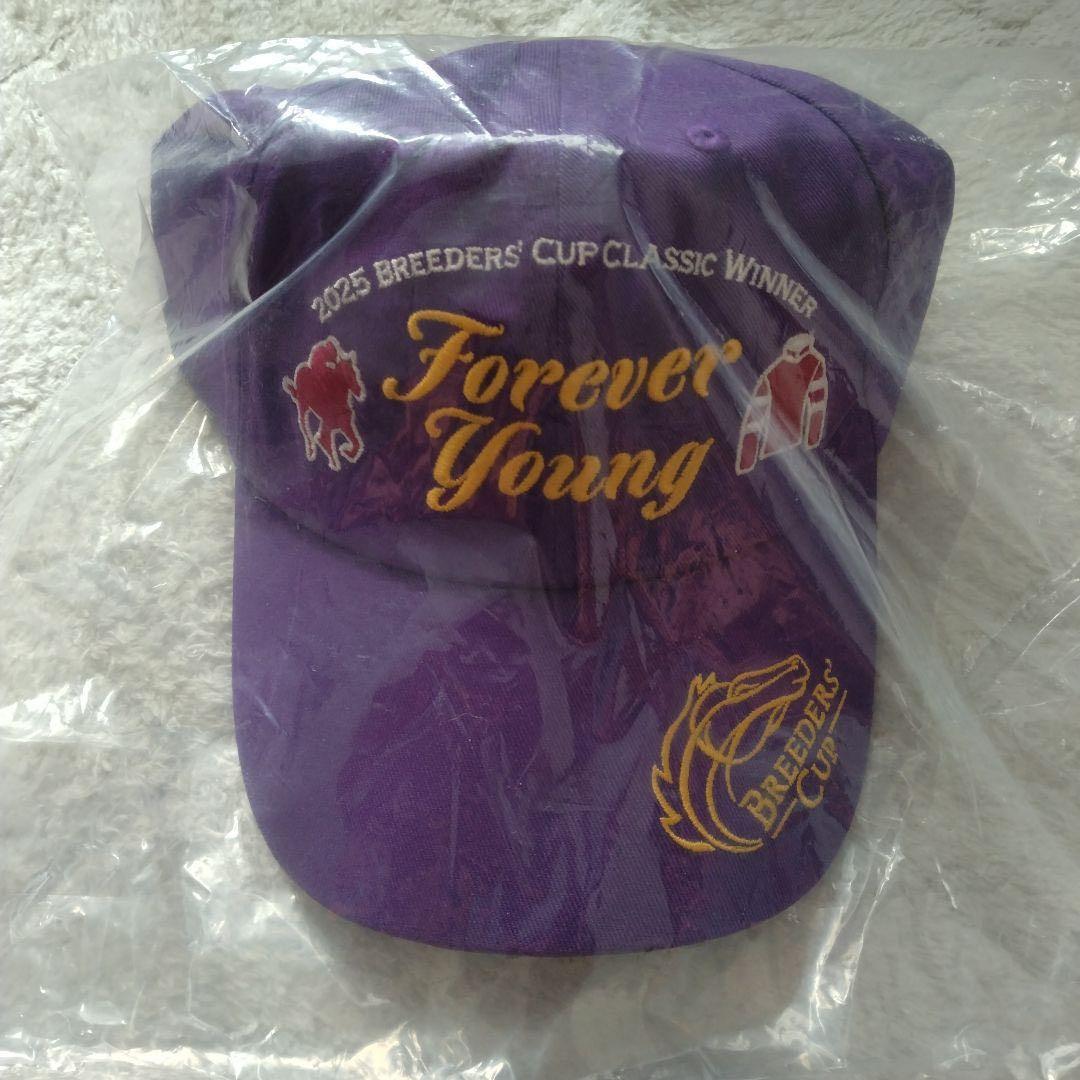 2025 BREEDERS' CUP CLASSIC WINNER
Forever
Young
BREEDERS'
CUP